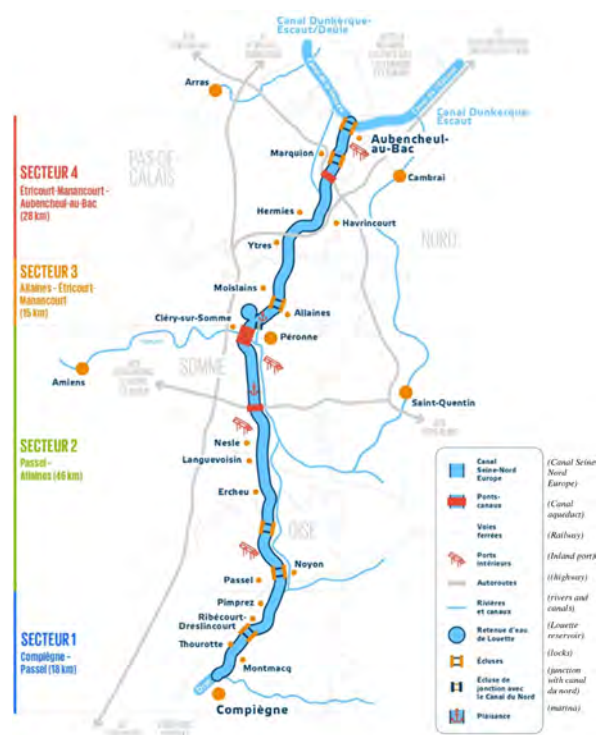 Canal Dunkerque-
Escaut/Deûle
Canal Dunkerque-
Escaut
Arras
Aubencheul-
au-Bac
Marquion
Cambrai
PAS-DE-
CALAIS
SECTEUR 4
Étricourt-Manancourt -
Aubencheul-au-Bac
(28 km)
Hermies
Havrincourt
NORD
Ytres
SECTEUR 3
Allaines - Étricourt-
Manancourt
(15 km)
Moislains
Allaines
Cléry-sur-Somme
Péronne
SOMME
Amiens
Saint-Quentin
SECTEUR 2
Passel -
Allaines (46 km)
Nesle
Languevoisin
Ercheu
OISE
Noyon
Passel
Pimprez
Ribécourt-
Dreslincourt
Thourotte
Montmacq
SECTEUR 1
Compiègne -
Passel (18 km)
Compiègne
Canal
Seine-Nord
Europe
(Canal Seine-
Nord
Europe)
Ponts-
canaux
(Canal
aqueduct)
Voies
ferrées
(Railway)
Ports
intérieurs
(Inland port)
Autoroutes
((highway)
Rivières
et canaux
(rivers and
canals)
Retenue d'eau
de Louette
(Louette
reservoir)
Écluses
(locks)
Écluse de
jonction avec
le Canal du Nord
(junction
with canal
du nord)
Plaisance
(marina)